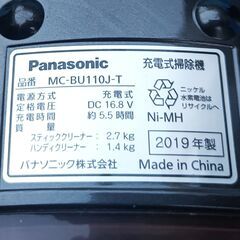 Panasonic 充電式掃除機
品番 MC-BU110J-T
電源方式 充電式
定格電圧 DC 16.8 V
充電時間 約 5.5 時間
質量
スティッククリーナー : 2.7 kg
ハンディクリーナー : 1.4 kg
パナソニック株式会社
ニッケル
水素電池は
リサイクルへ
Ni-MH
2019 年製
Made in China